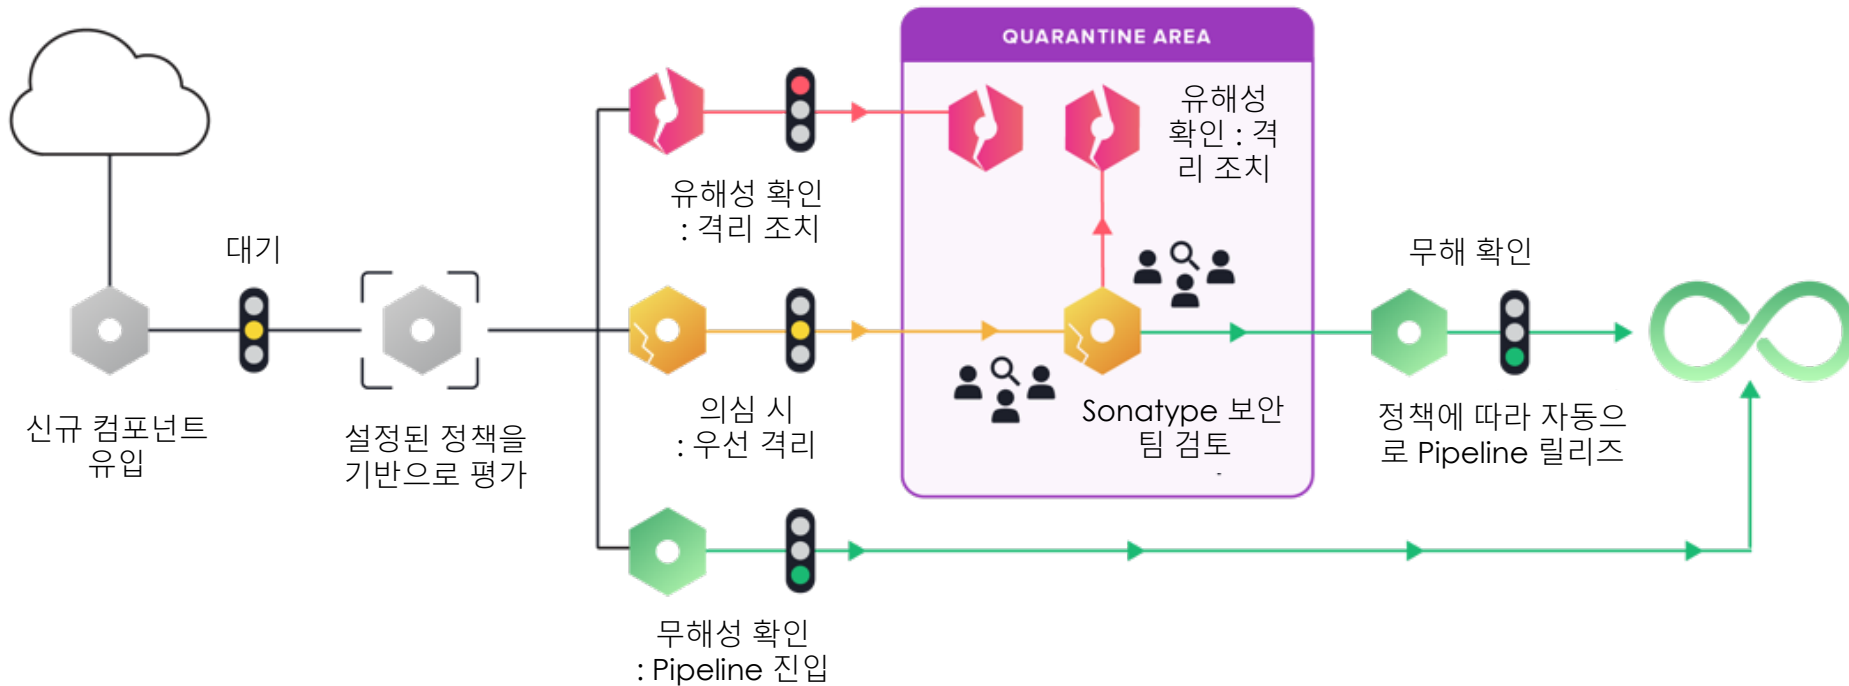 QUARANTINE AREA
유해성
확인 : 격
리 조치
유해성 확인
: 격리 조치
대기
무해 확인
신규 컴포넌트
유입
설정된 정책을
기반으로 평가
의심 시
: 우선 격리
Sonatype 보안
팀 검토
-
정책에 따라 자동으
로 Pipeline 릴리즈
무해성 확인
: Pipeline 진입